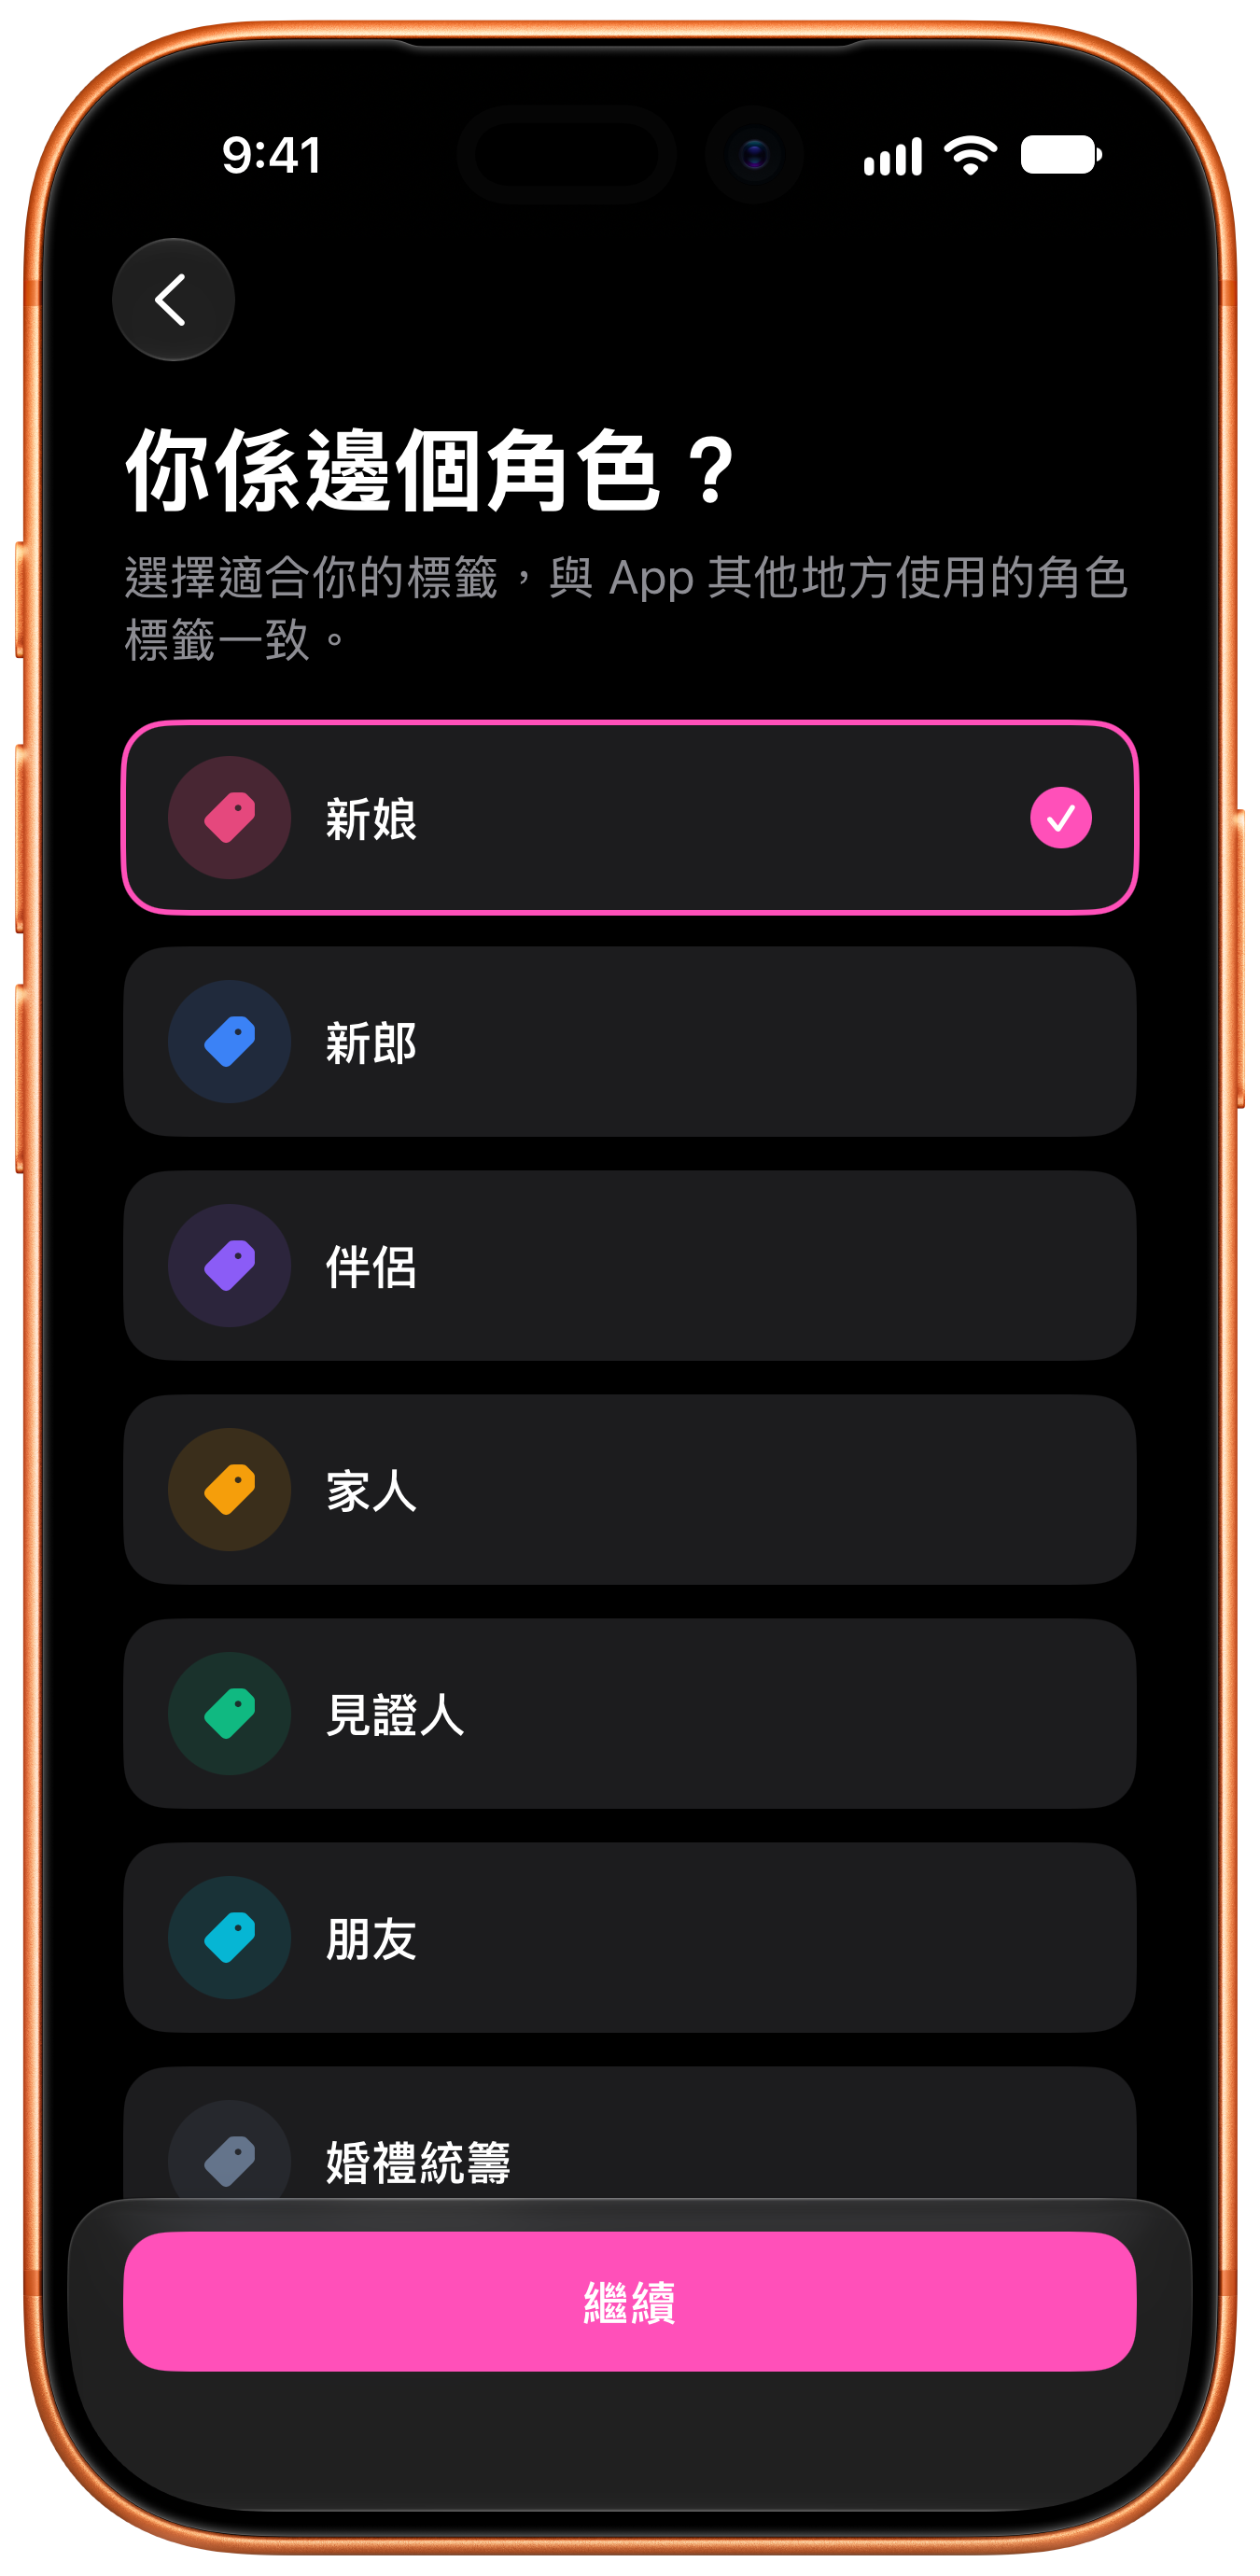 9:41
你係邊個角色？
選擇適合你的標籤，與 App 其他地方使用的角色
標籤一致。
新娘
新郎
伴侶
家人
見證人
朋友
婚禮統籌
繼續